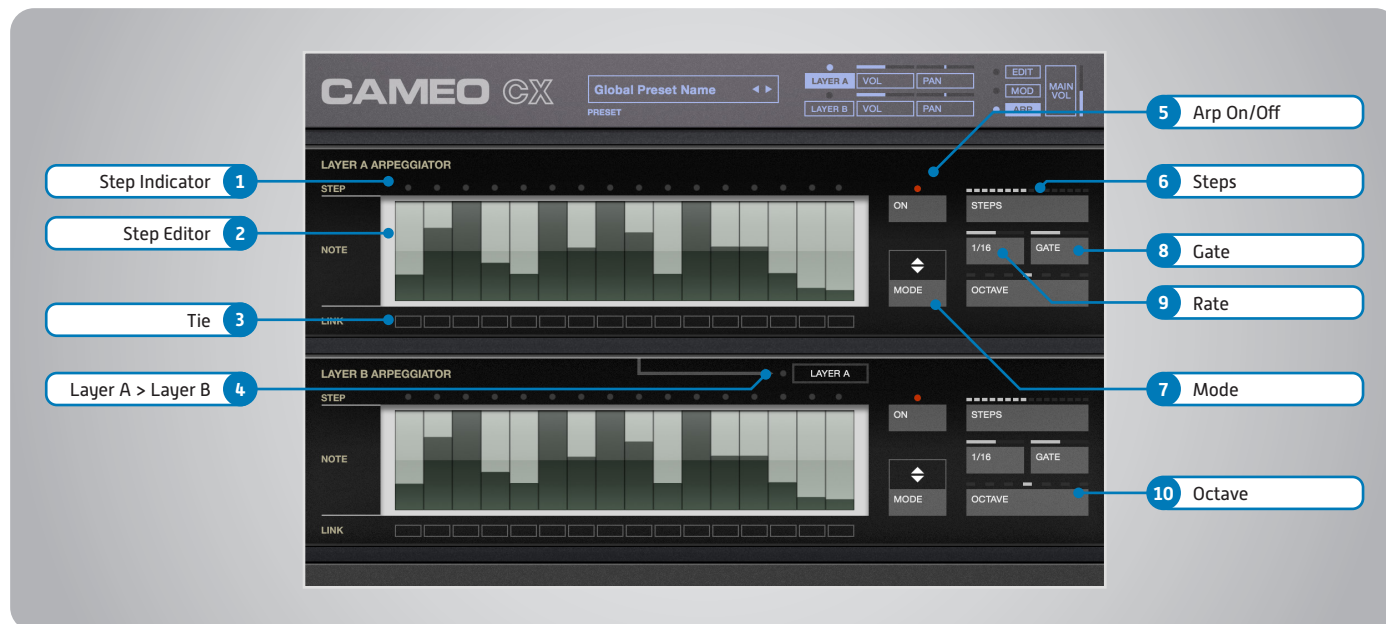 CAMEO CX
Global Preset Name
PRESET
LAYER A VOL PAN
LAYER B VOL PAN
EDIT
MOD
ARP
MAIN VOL
LAYER A ARPEGGIATOR
STEP
NOTE
LINK
ON
MODE
STEPS
1/16 GATE
OCTAVE
LAYER B ARPEGGIATOR
LAYER A
STEP
NOTE
LINK
ON
MODE
STEPS
1/16 GATE
OCTAVE
Step Indicator 1
Step Editor 2
Tie 3
Layer A > Layer B 4
5 Arp On/Off
6 Steps
8 Gate
9 Rate
7 Mode
10 Octave